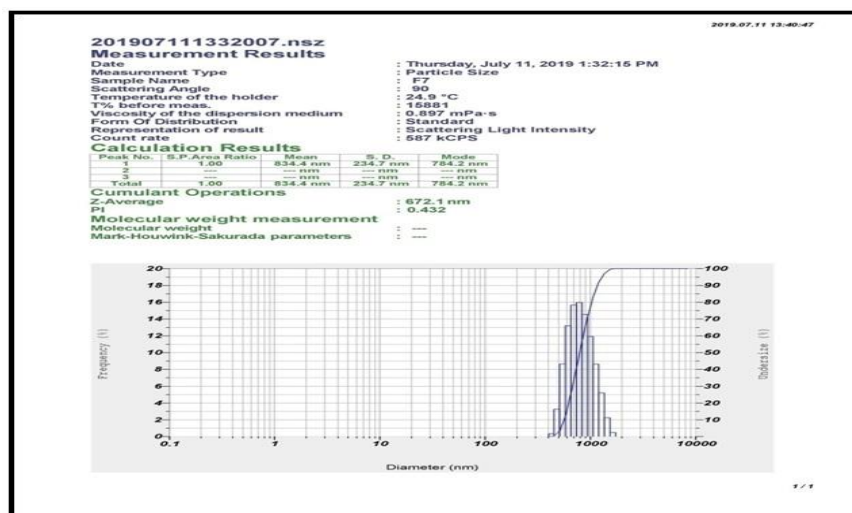 2019.07.11 13:40:47
201907111332007.nsz
Measurement Results
Date : Thursday, July 11, 2019 1:32:15 PM
Measurement Type : Particle Size
Sample Name : F7
Scattering Angle : 90
Temperature of the holder : 24.9 °C
T% before meas. : 15881
Viscosity of the dispersion medium : 0.897 mPa·s
Form Of Distribution : Standard
Representation of result : Scattering Light Intensity
Count rate : 587 kCPS
Calculation Results
Peak No. S.P.Area Ratio Mean S. D. Mode
1 1.00 834.4 nm 234.7 nm 784.2 nm
2 --- --- nm --- nm --- nm
3 --- --- nm --- nm --- nm
Total 1.00 834.4 nm 234.7 nm 784.2 nm
Cumulant Operations
Z-Average : 672.1 nm
PI : 0.432
Molecular weight measurement
Molecular weight : ---
Mark-Houwink-Sakurada parameters : ---
20 100
18 90
16 80
14 70
12 60
10 50
8 40
6 30
4 20
2 10
0
Frequency (%)
Undersize (%)
0.1 1 10 100 1000 10000
Diameter (nm)
1 / 1